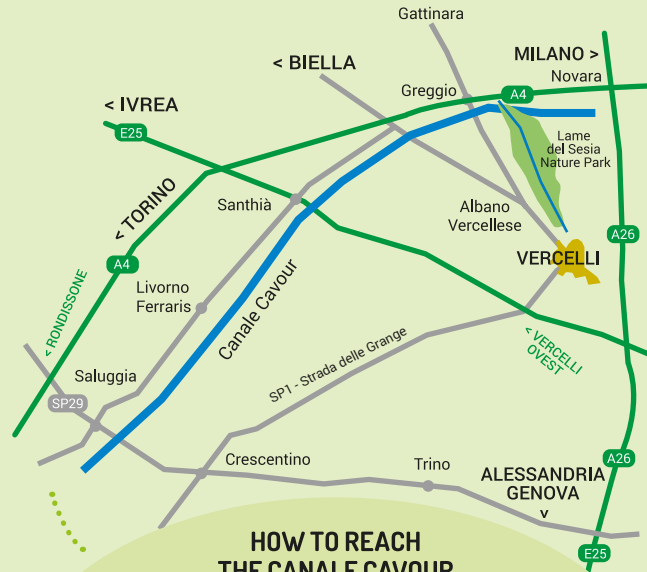 Gattinara
MILANO >
< BIELLA
Novara
Greggio
A4
< IVREA
E25
Lame
del Sesia
Nature Park
< TORINO
Santhià
Albano
Vercellese
A26
VERCELLI
A4
< RONDISSONE
Livorno
Ferraris
Canale Cavour
< VERCELLI
OVEST
SP1 - Strada delle Grange
Saluggia
SP29
Crescentino
Trino
A26
ALESSANDRIA
GENOVA
v
HOW TO REACH
THE CANALE CAVOUR
E25